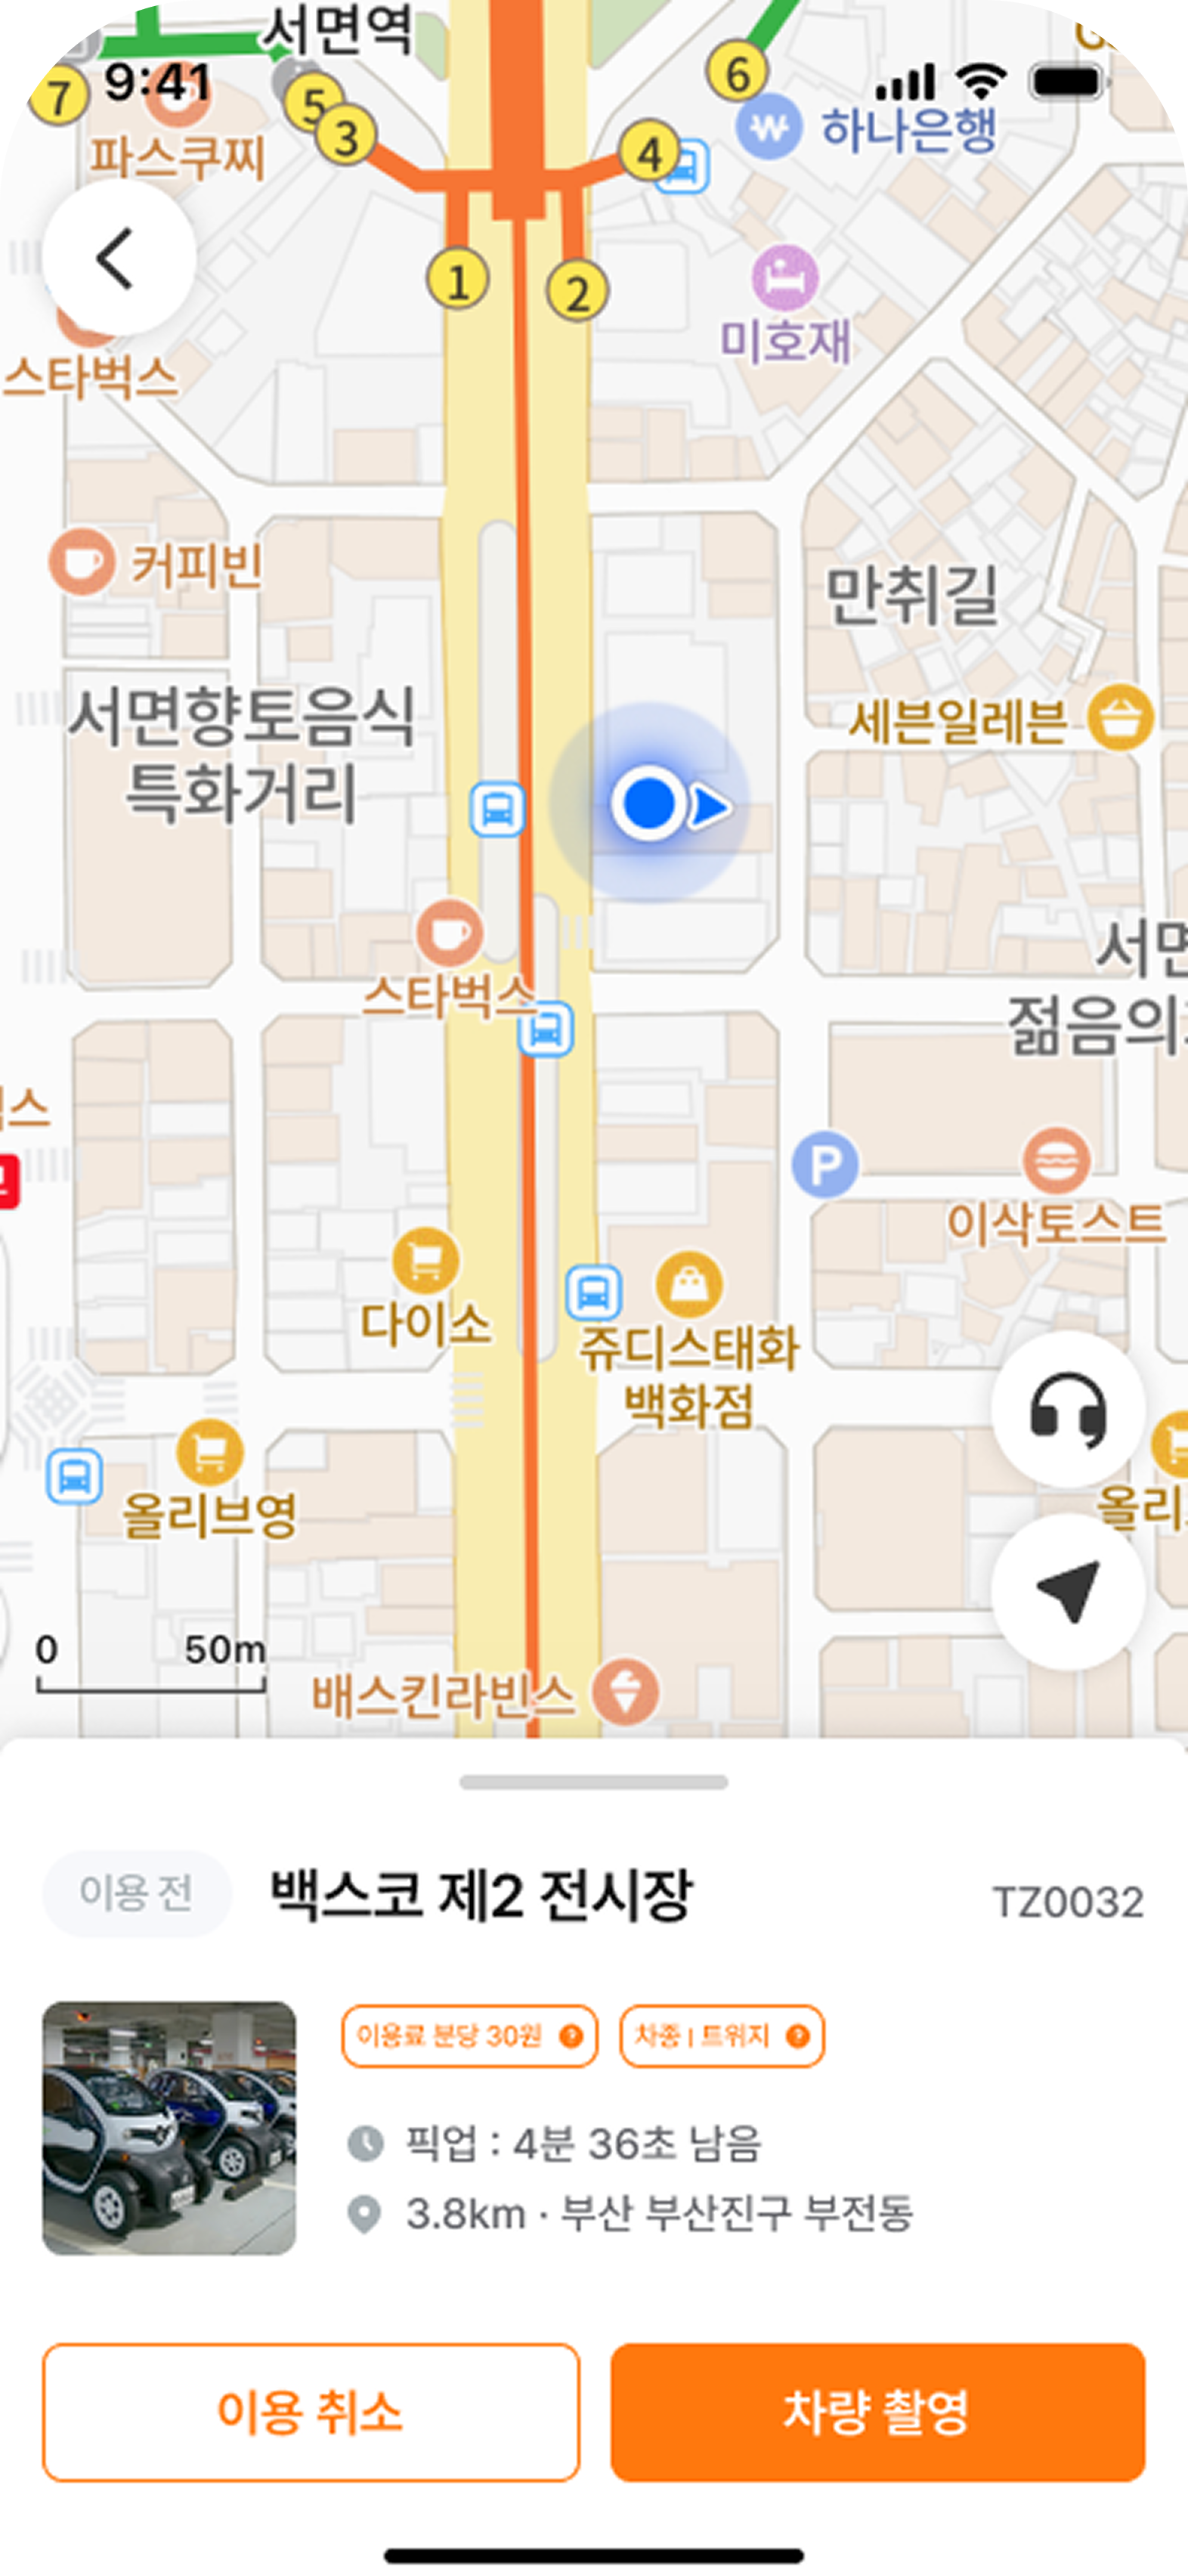 서면역
9:41
7
5
3
6
4
하나은행
파스쿠찌
1
2
미호재
스타벅스
커피빈
만취길
서면향토음식
특화거리
세븐일레븐
스타벅스
서면
젊음의
스
P
이삭토스트
다이소
쥬디스태화
백화점
올리브영
올리
0 50m
배스킨라빈스
이용 전 백스코 제2 전시장 TZ0032
이용료 분당 30원 ? 차종 | 트위지 ?
픽업 : 4분 36초 남음
3.8km · 부산 부산진구 부전동
이용 취소 차량 촬영